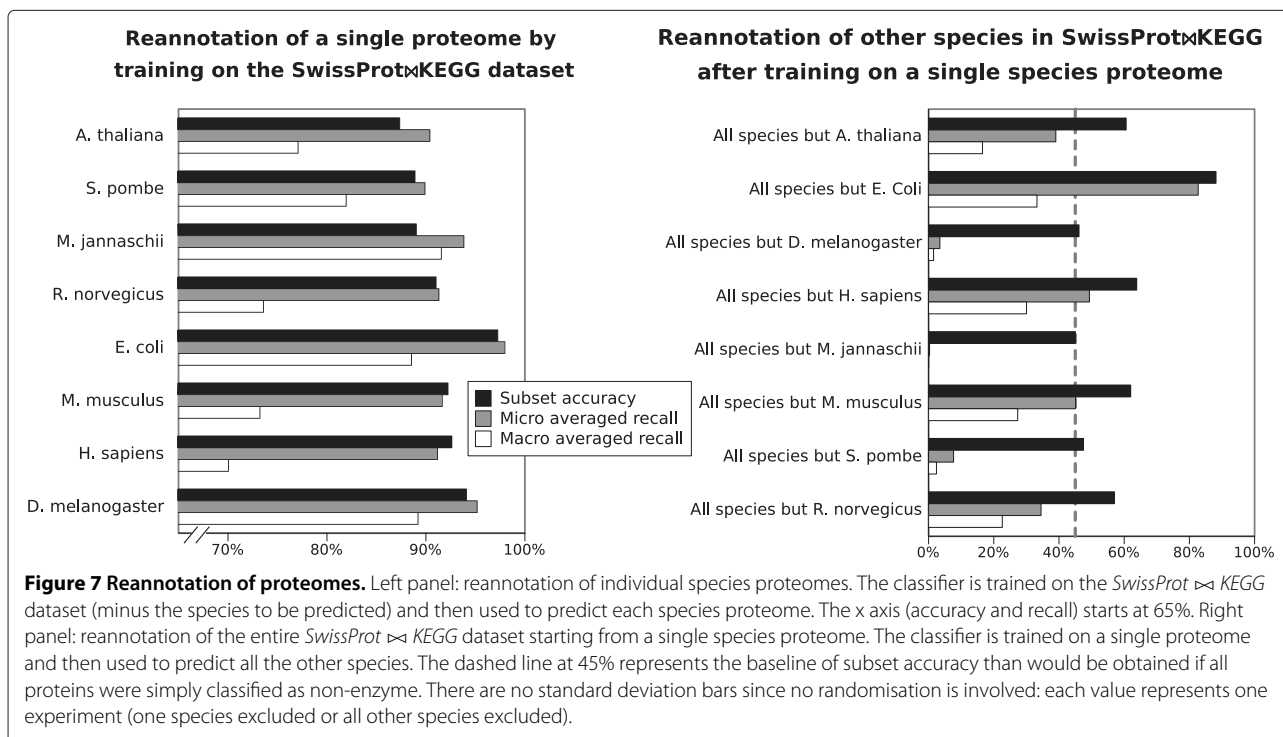 Reannotation of a single proteome by
training on the SwissProt⋈KEGG dataset
A. thaliana
S. pombe
M. jannaschii
R. norvegicus
E. coli
M. musculus
H. sapiens
D. melanogaster
70%
80%
90%
100%
Subset accuracy
Micro averaged recall
Macro averaged recall
Reannotation of other species in SwissProt⋈KEGG
after training on a single species proteome
All species but A. thaliana
All species but E. Coli
All species but D. melanogaster
All species but H. sapiens
All species but M. jannaschii
All species but M. musculus
All species but S. pombe
All species but R. norvegicus
0%
20%
40%
60%
80%
100%
Figure 7 Reannotation of proteomes. Left panel: reannotation of individual species proteomes. The classifier is trained on the SwissProt ⋈ KEGG
dataset (minus the species to be predicted) and then used to predict each species proteome. The x axis (accuracy and recall) starts at 65%. Right
panel: reannotation of the entire SwissProt ⋈ KEGG dataset starting from a single species proteome. The classifier is trained on a single proteome
and then used to predict all the other species. The dashed line at 45% represents the baseline of subset accuracy than would be obtained if all
proteins were simply classified as non-enzyme. There are no standard deviation bars since no randomisation is involved: each value represents one
experiment (one species excluded or all other species excluded).